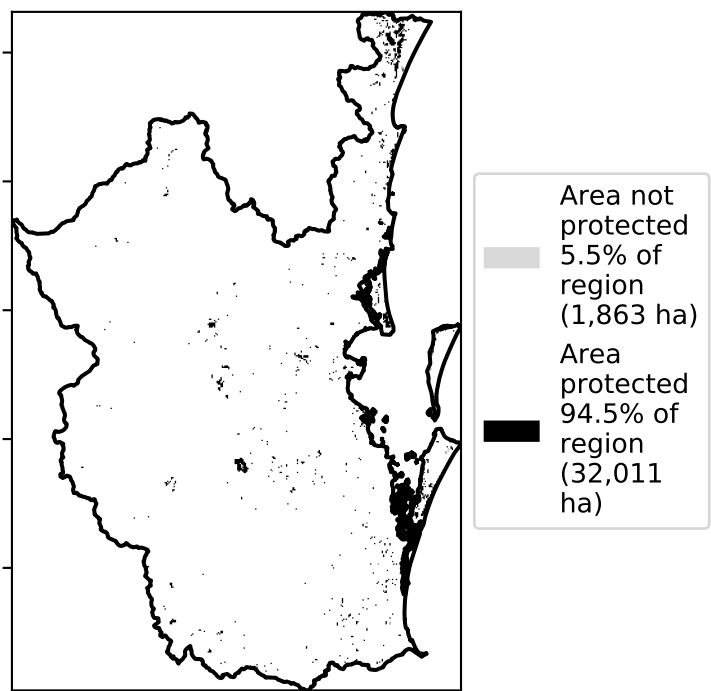 Area not
protected
5.5% of
region
(1,863 ha)
Area
protected
94.5% of
region
(32,011
ha)